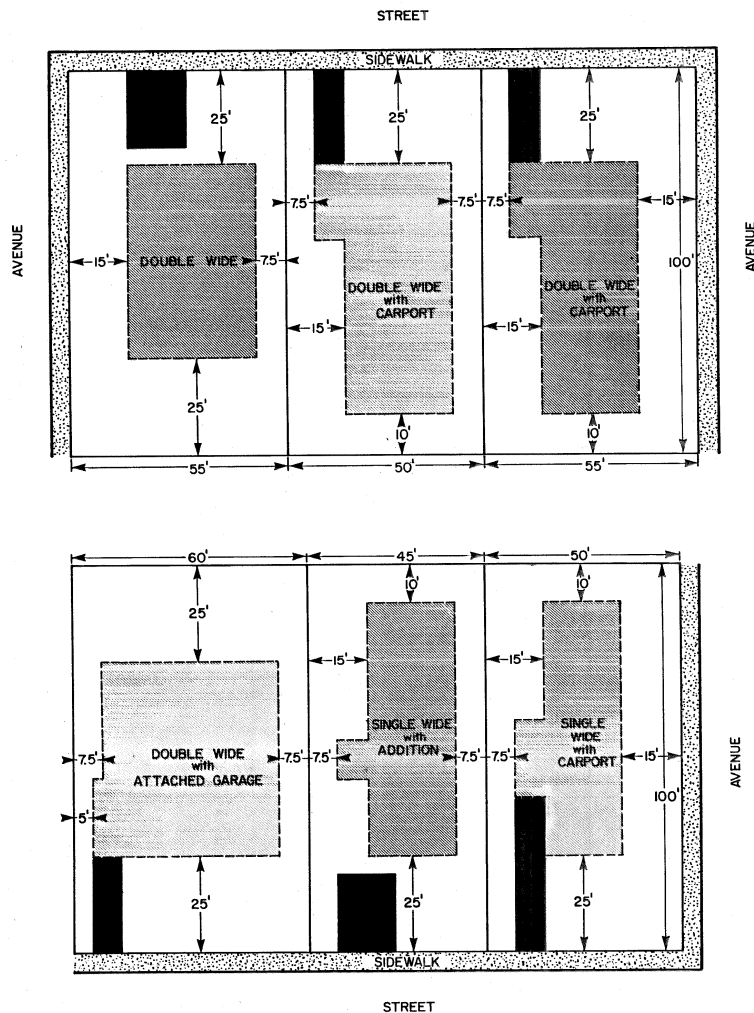 STREET
SIDEWALK
25' 25' 25'
7.5' 7.5' 7.5' 15'
AVENUE
AVENUE
15' DOUBLE WIDE 7.5' 100'
DOUBLE WIDE
with
CARPORT
DOUBLE WIDE
with
CARPORT
15' 15'
25'
10' 10'
55' 50' 55'
60' 45' 50'
10' 10'
25'
15' 15'
SINGLE WIDE
with
ADDITION
SINGLE
WIDE
with
CARPORT
7.5' DOUBLE WIDE
with
ATTACHED GARAGE
7.5' 7.5' 7.5' 7.5' 15'
AVENUE
100'
5'
25' 25' 25'
SIDEWALK
STREET